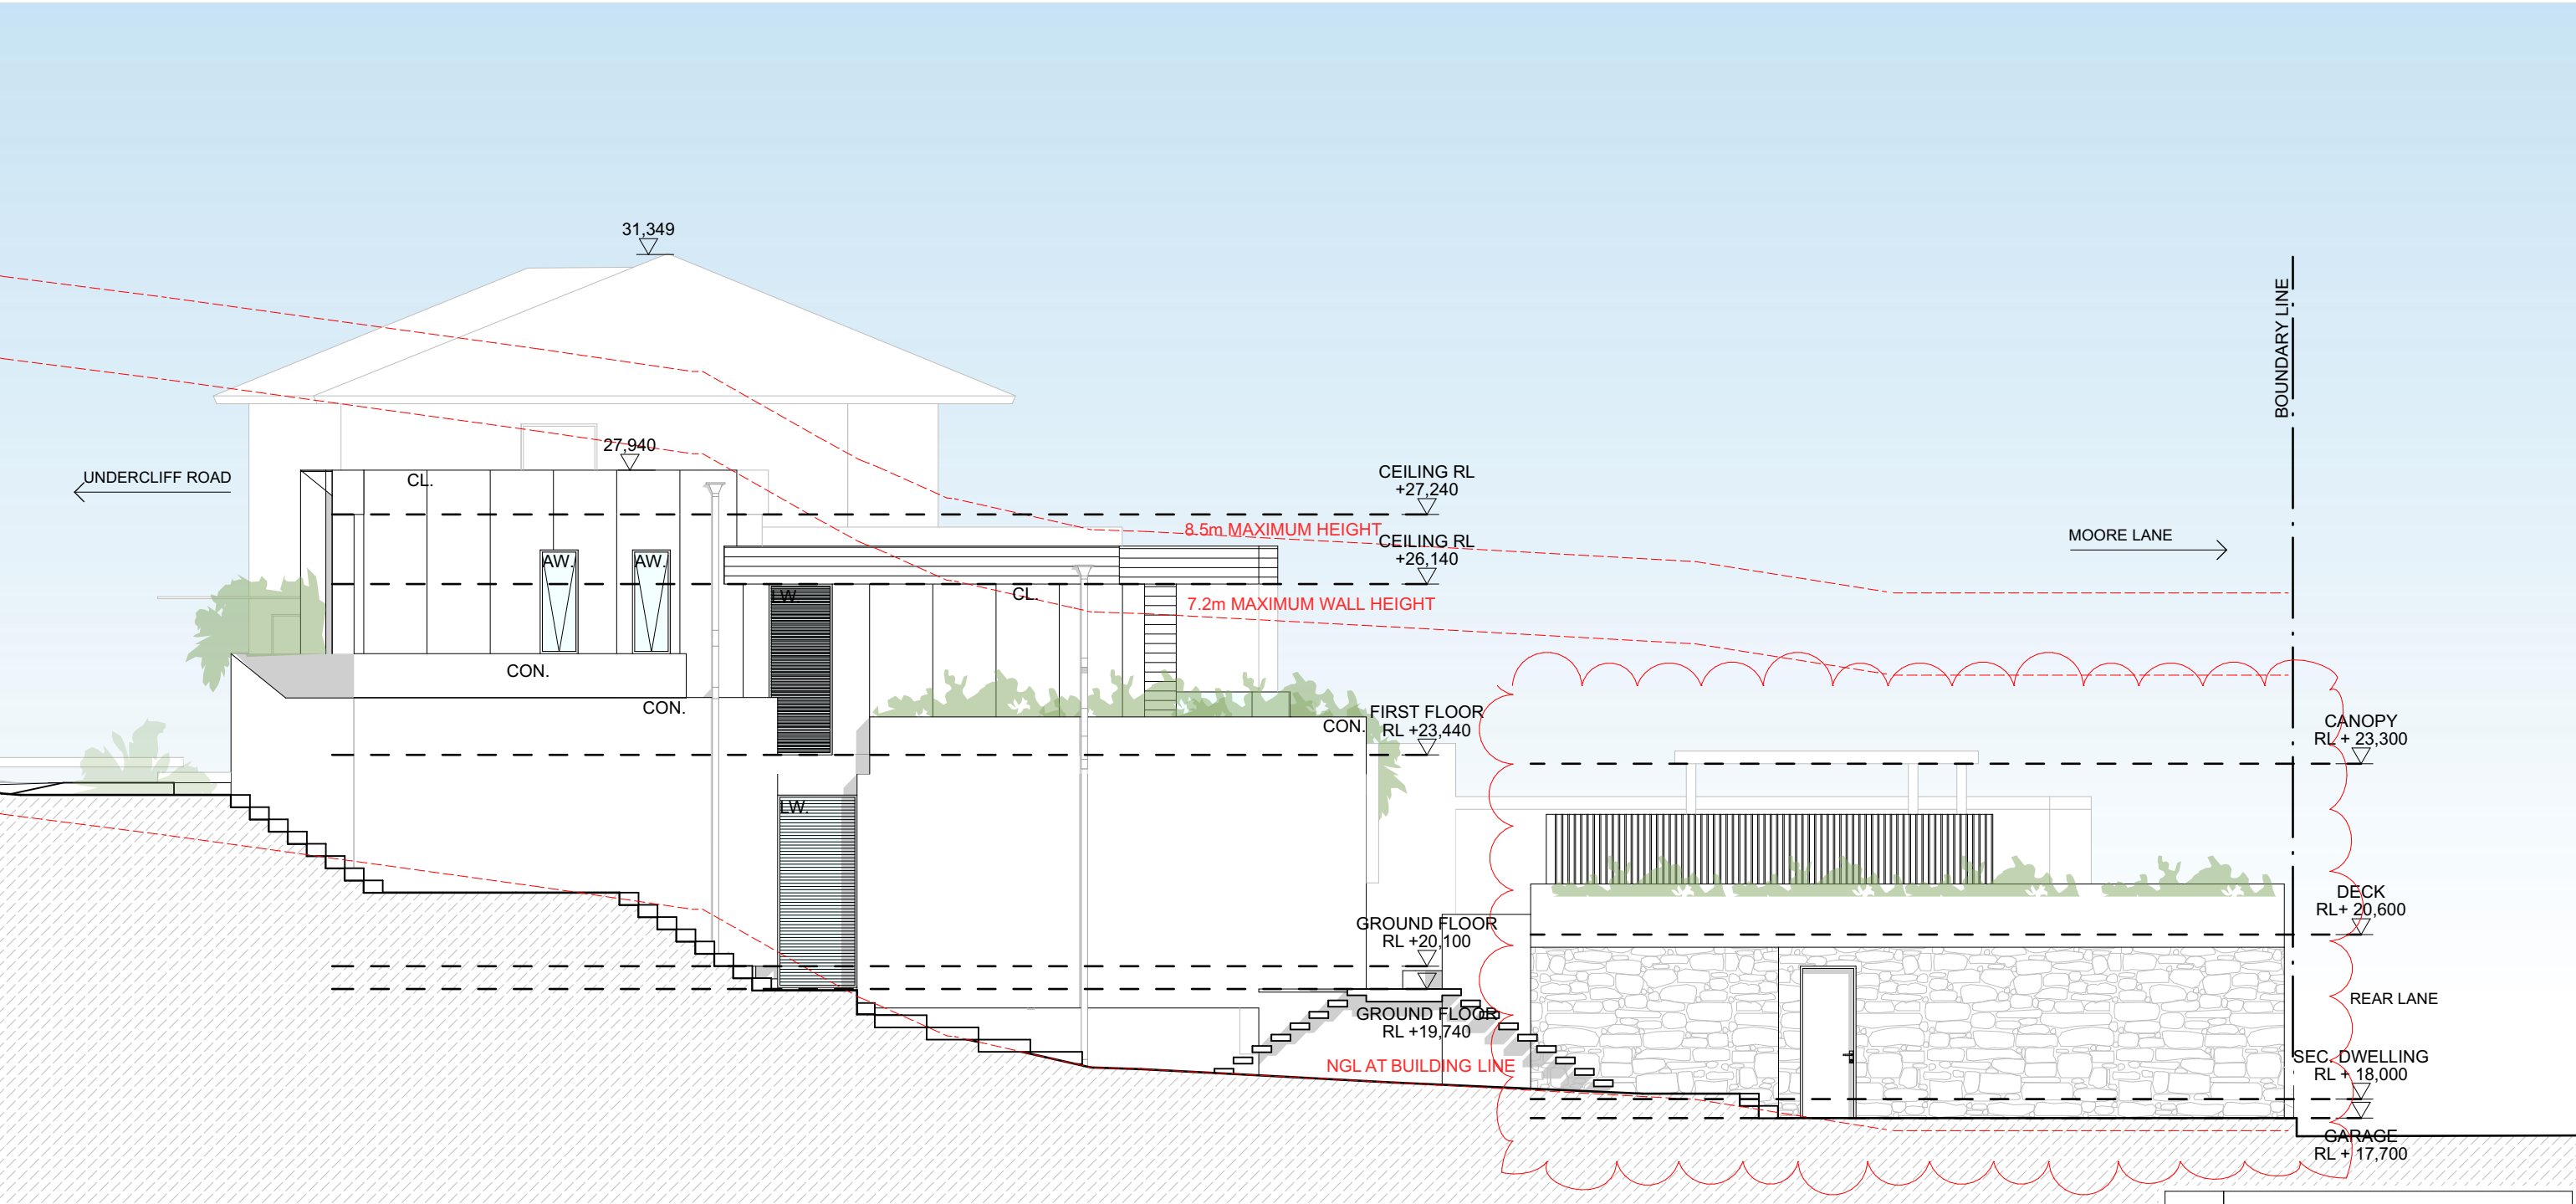 31,349
BOUNDARY LINE
27,940
UNDERCLIFF ROAD
CL.
CEILING RL
+27,240
8.5m MAXIMUM HEIGHT
MOORE LANE
CEILING RL
+26,140
AW.
AW.
LW.
CL.
7.2m MAXIMUM WALL HEIGHT
CON.
CON.
FIRST FLOOR
RL +23,440
CON.
CANOPY
RL + 23,300
LW.
DECK
RL+ 20,600
GROUND FLOOR
RL +20,100
REAR LANE
GROUND FLOOR
RL +19,740
NGL AT BUILDING LINE
SEC. DWELLING
RL + 18,000
GARAGE
RL + 17,700